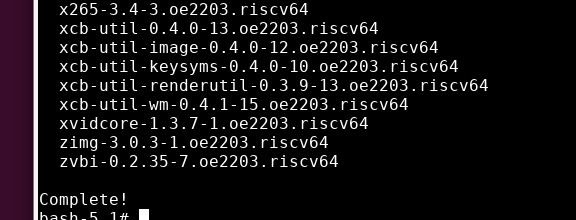 x265-3.4-3.oe2203.riscv64
xcb-util-0.4.0-13.oe2203.riscv64
xcb-util-image-0.4.0-12.oe2203.riscv64
xcb-util-keysyms-0.4.0-10.oe2203.riscv64
xcb-util-renderutil-0.3.9-13.oe2203.riscv64
xcb-util-wm-0.4.1-15.oe2203.riscv64
xvidcore-1.3.7-1.oe2203.riscv64
zimg-3.0.3-1.oe2203.riscv64
zvbi-0.2.35-7.oe2203.riscv64
Complete!
bash-5.1#